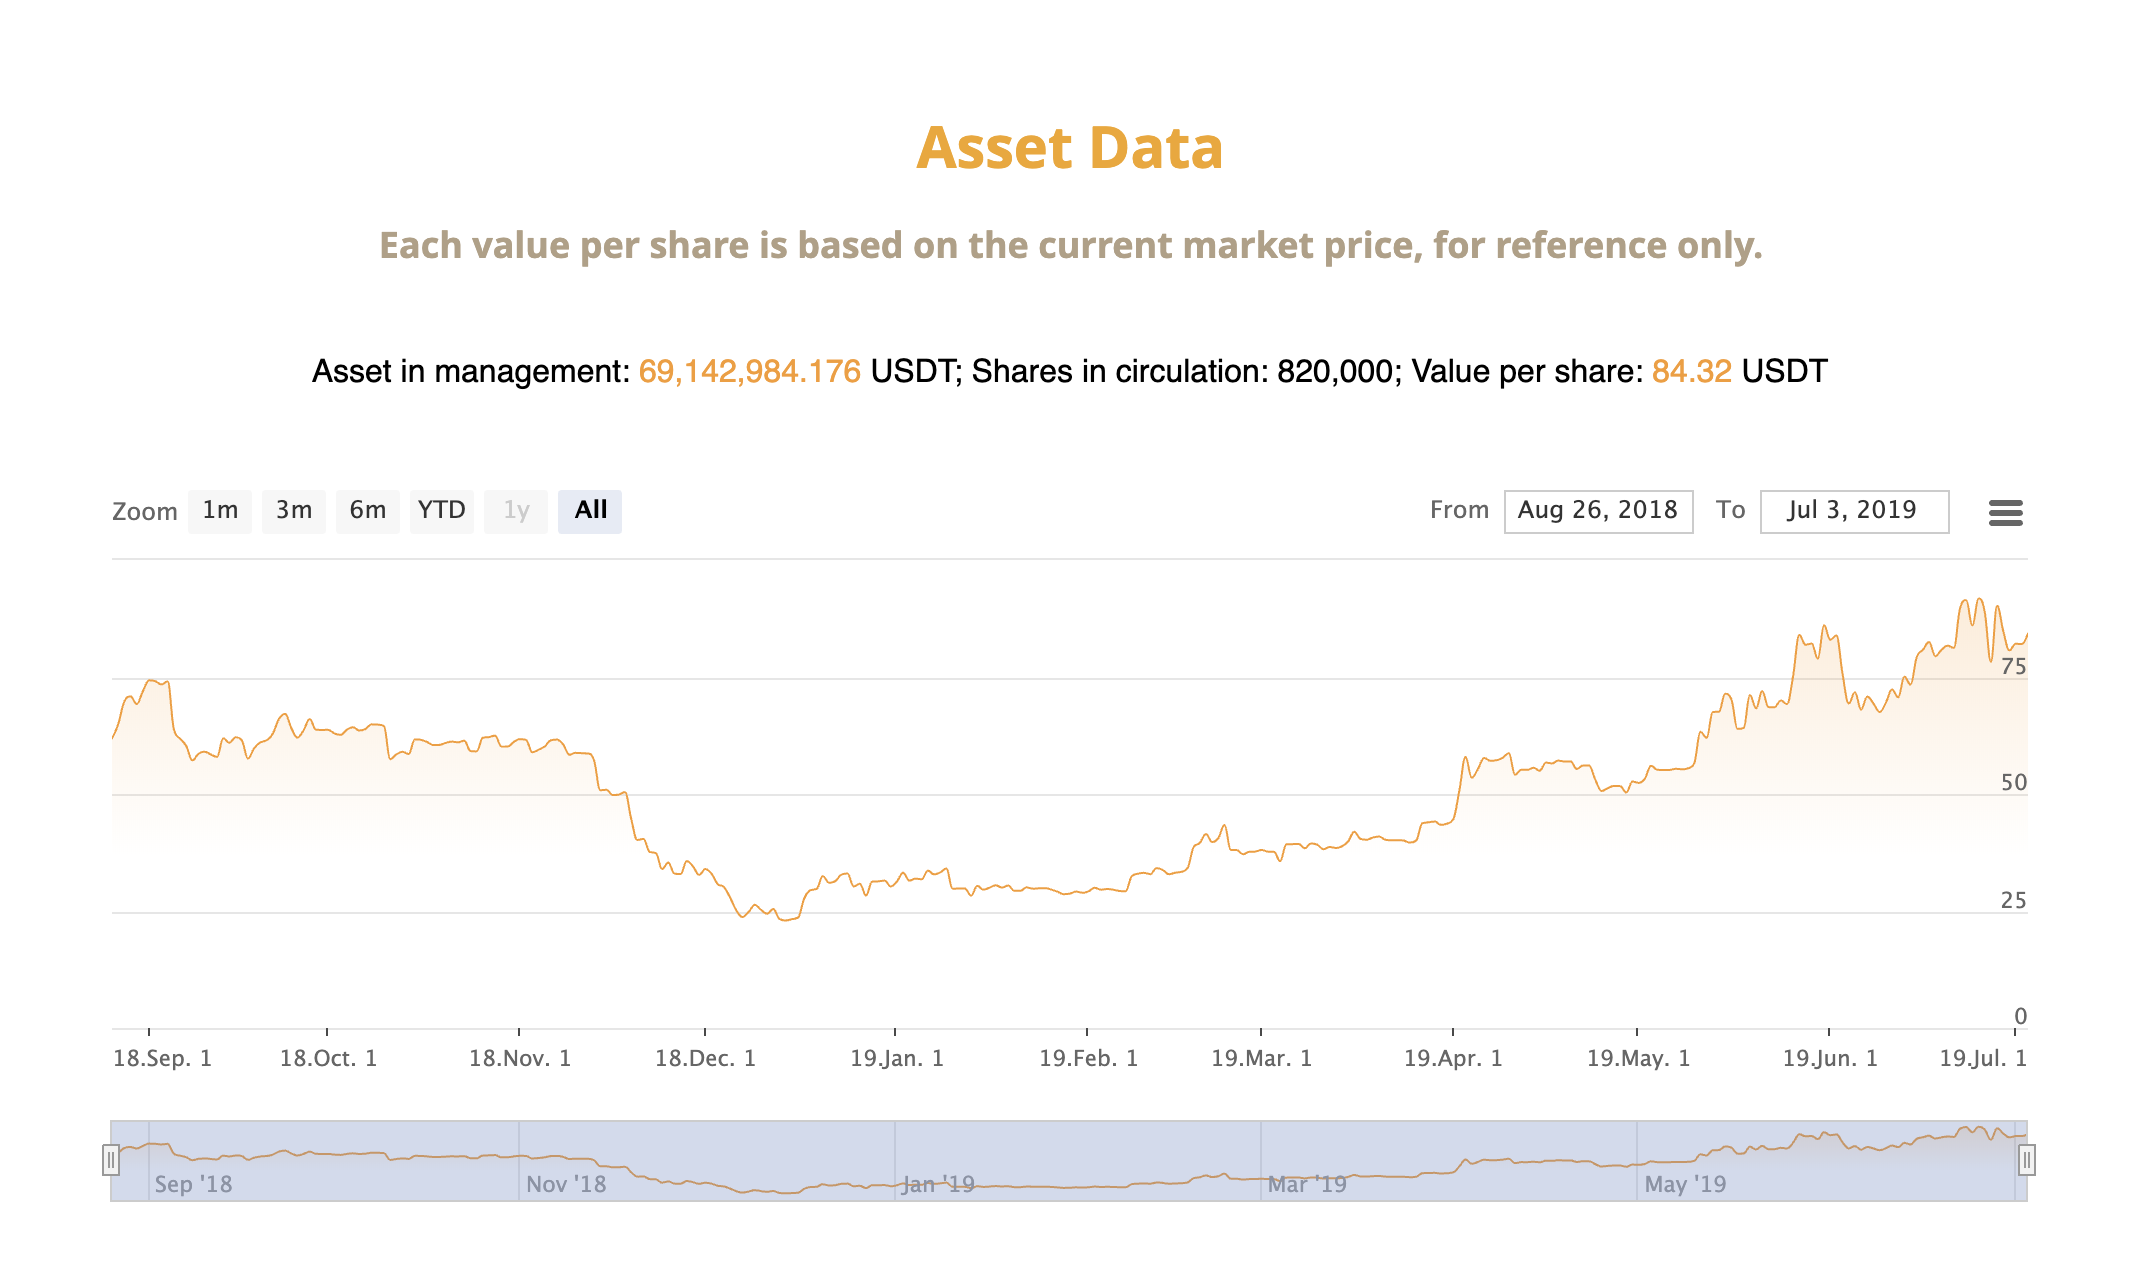 Asset Data
Each value per share is based on the current market price, for reference only.
Asset in management: 69,142,984.176 USDT; Shares in circulation: 820,000; Value per share: 84.32 USDT
Zoom 1m 3m 6m YTD 1y All From Aug 26, 2018 To Jul 3, 2019
75
50
25
0
18.Sep. 1 18.Oct. 1 18.Nov. 1 18.Dec. 1 19.Jan. 1 19.Feb. 1 19.Mar. 1 19.Apr. 1 19.May. 1 19.Jun. 1 19.Jul. 1
Sep '18 Nov '18 Jan '19 Mar '19 May '19